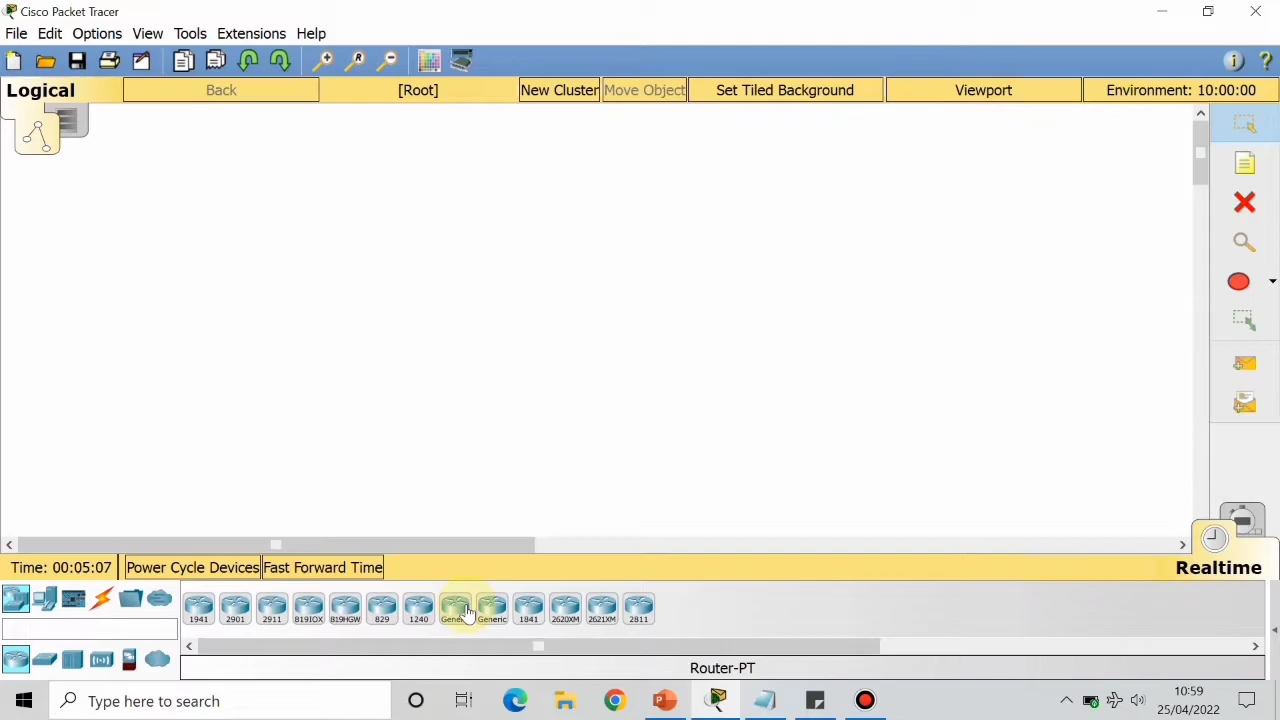 Cisco Packet Tracer
File Edit Options View Tools Extensions Help
Logical Back [Root] New Cluster Move Object Set Tiled Background Viewport Environment: 10:00:00
Time: 00:05:07 Power Cycle Devices Fast Forward Time Realtime
1941 2901 2911 819IOX 819HGW 829 1240 Generic 1841 2620XM 2621XM 2811
Router-PT
Type here to search
10:59
25/04/2022